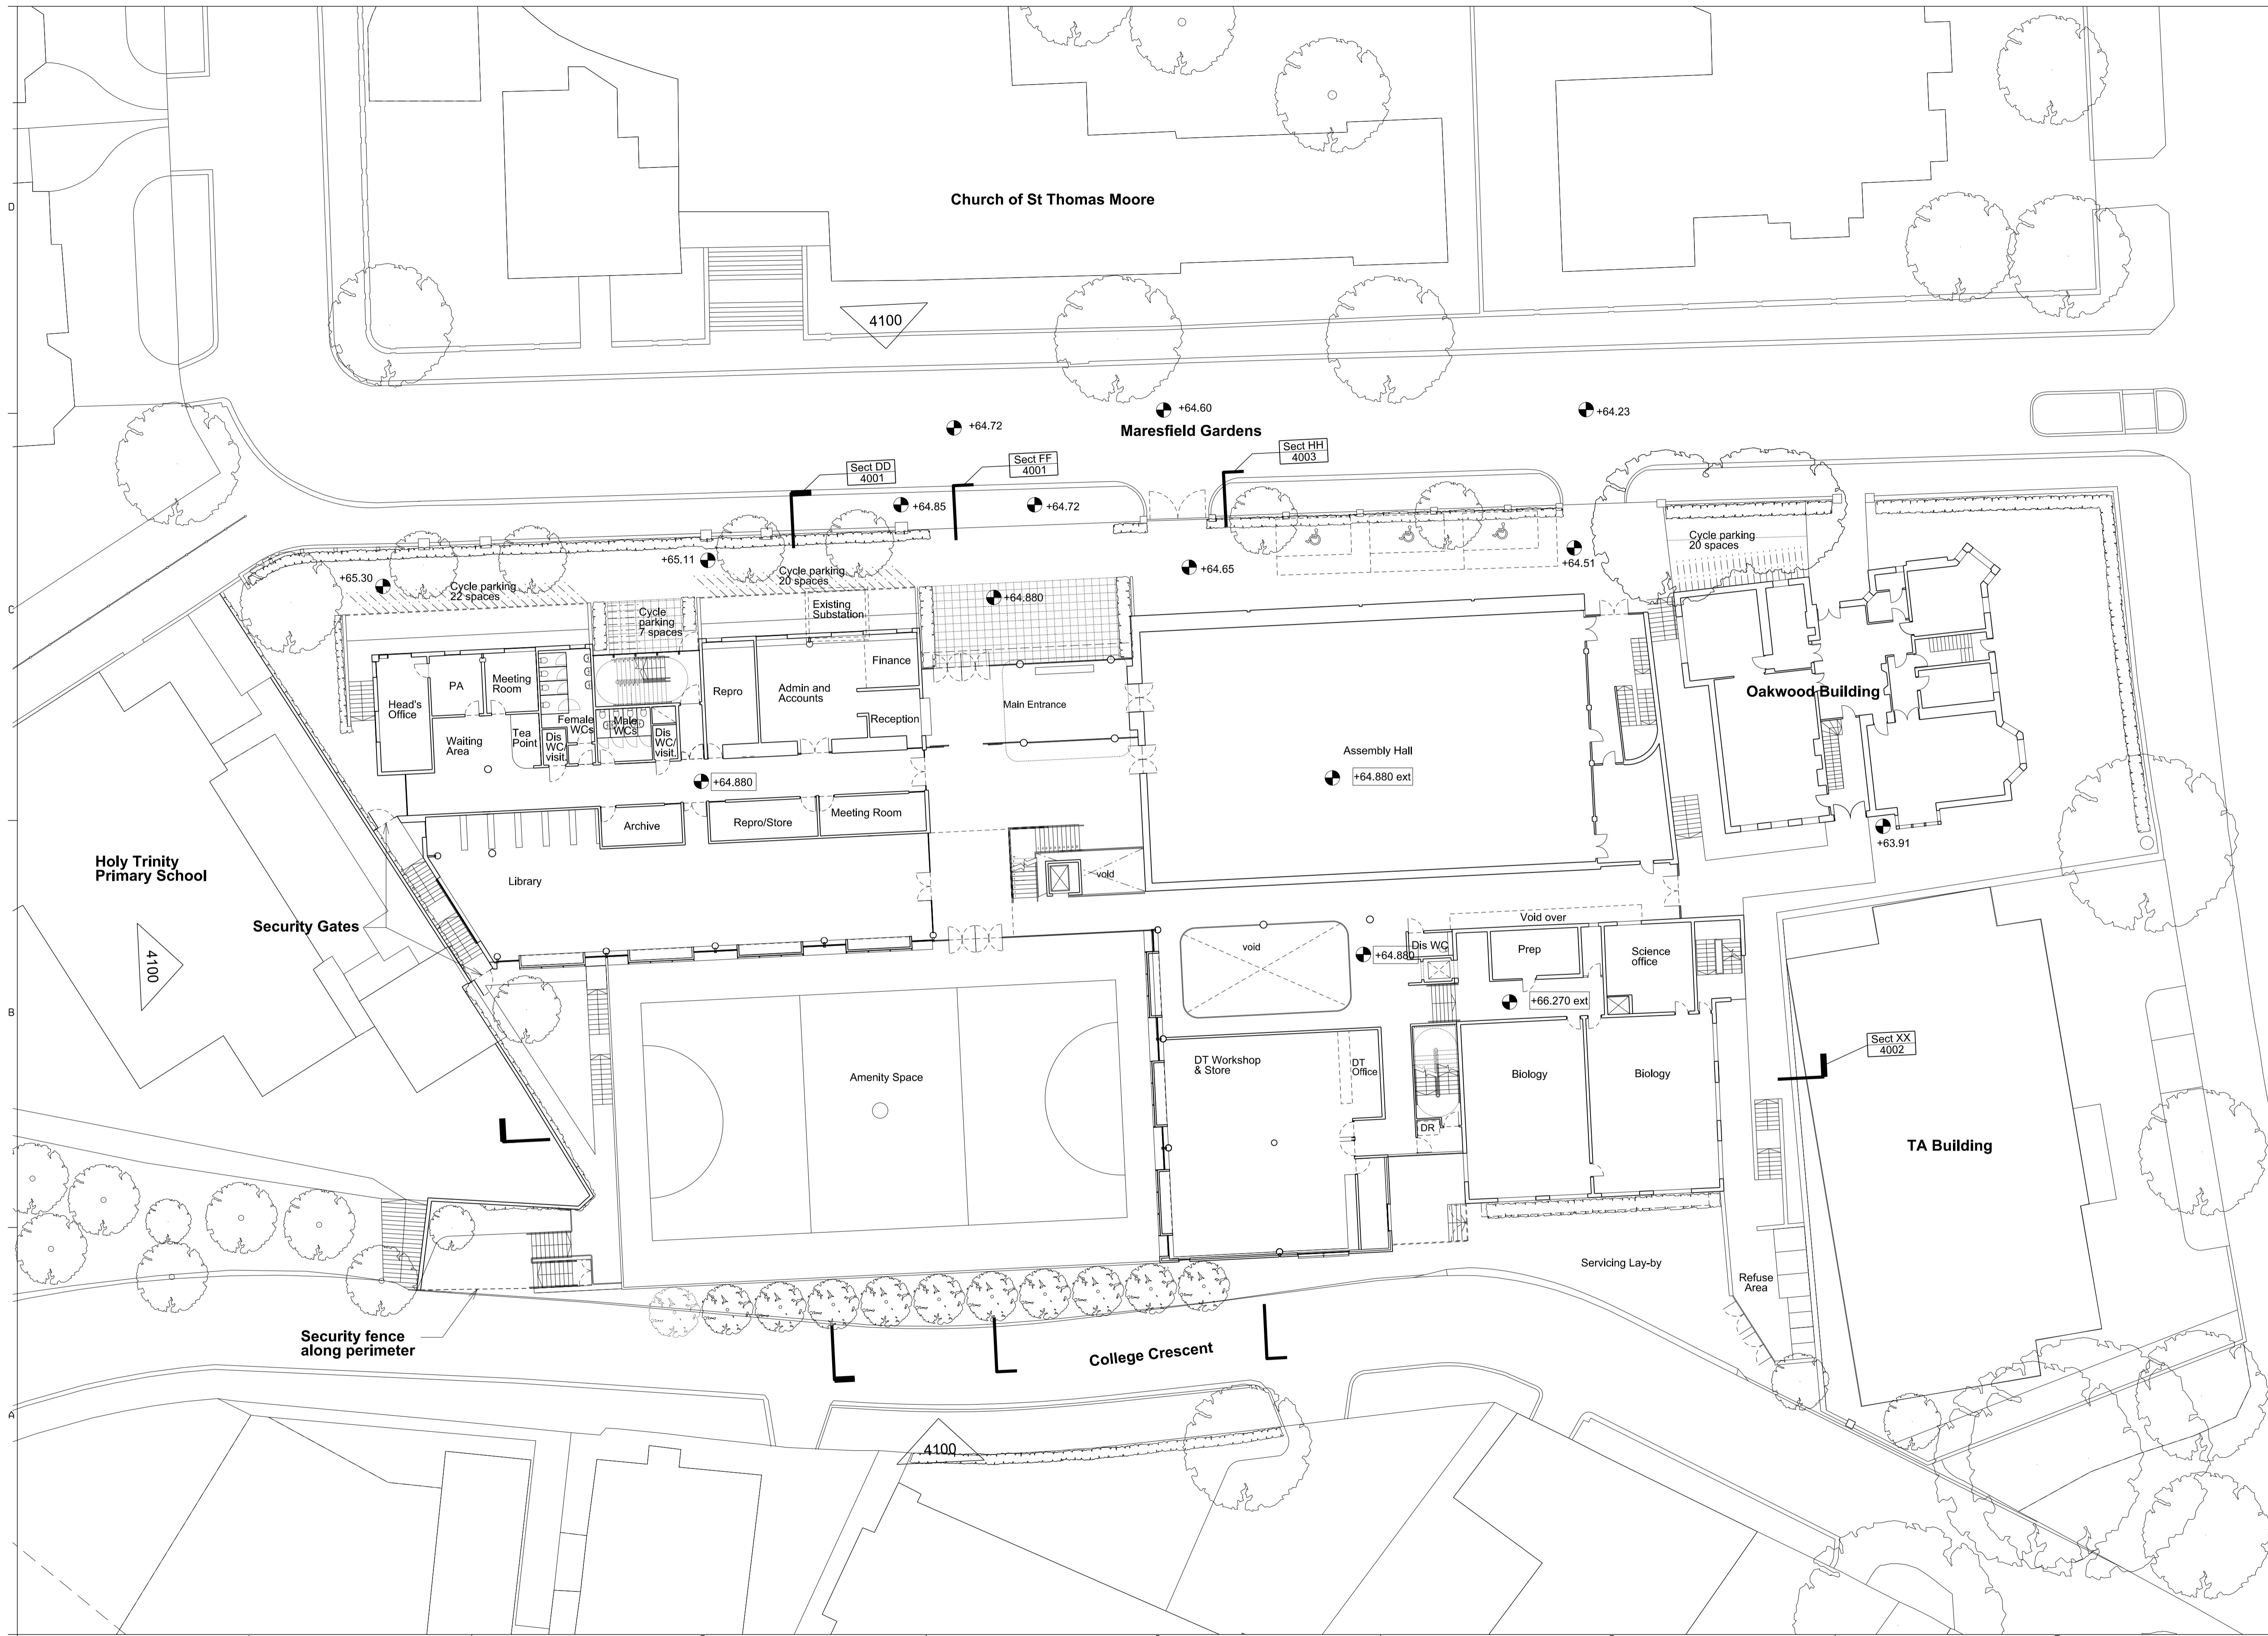 D
Church of St Thomas Moore
4100
+64.60
+64.23
+64.72
Maresfield Gardens
Sect HH
4003
Sect FF
4001
Sect DD
4001
+64.85
+64.72
Cycle parking
20 spaces
+65.11
+64.51
+64.65
Cycle parking
20 spaces
+65.30
Cycle parking
22 spaces
C
+64.880
Existing
Substation
Cycle
parking
7 spaces
Finance
PA
Meeting
Room
Repro
Admin and
Accounts
Oakwood Building
Head's
Office
Main Entrance
Female
WCs
Male
WCs
Reception
Waiting
Area
Tea
Point
Dis
WC/
visit.
Dis
WC/
visit.
Assembly Hall
+64.880 ext
+64.880
Archive
Repro/Store
Meeting Room
+63.91
Holy Trinity
Primary School
Library
void
Security Gates
Void over
void
Dis WC
Prep
Science
office
+64.880
4100
+66.270 ext
B
Sect XX
4002
DT Workshop
& Store
DT
Office
Biology
Biology
Amenity Space
DR
TA Building
Servicing Lay-by
Refuse
Area
Security fence
along perimeter
College Crescent
A
4100